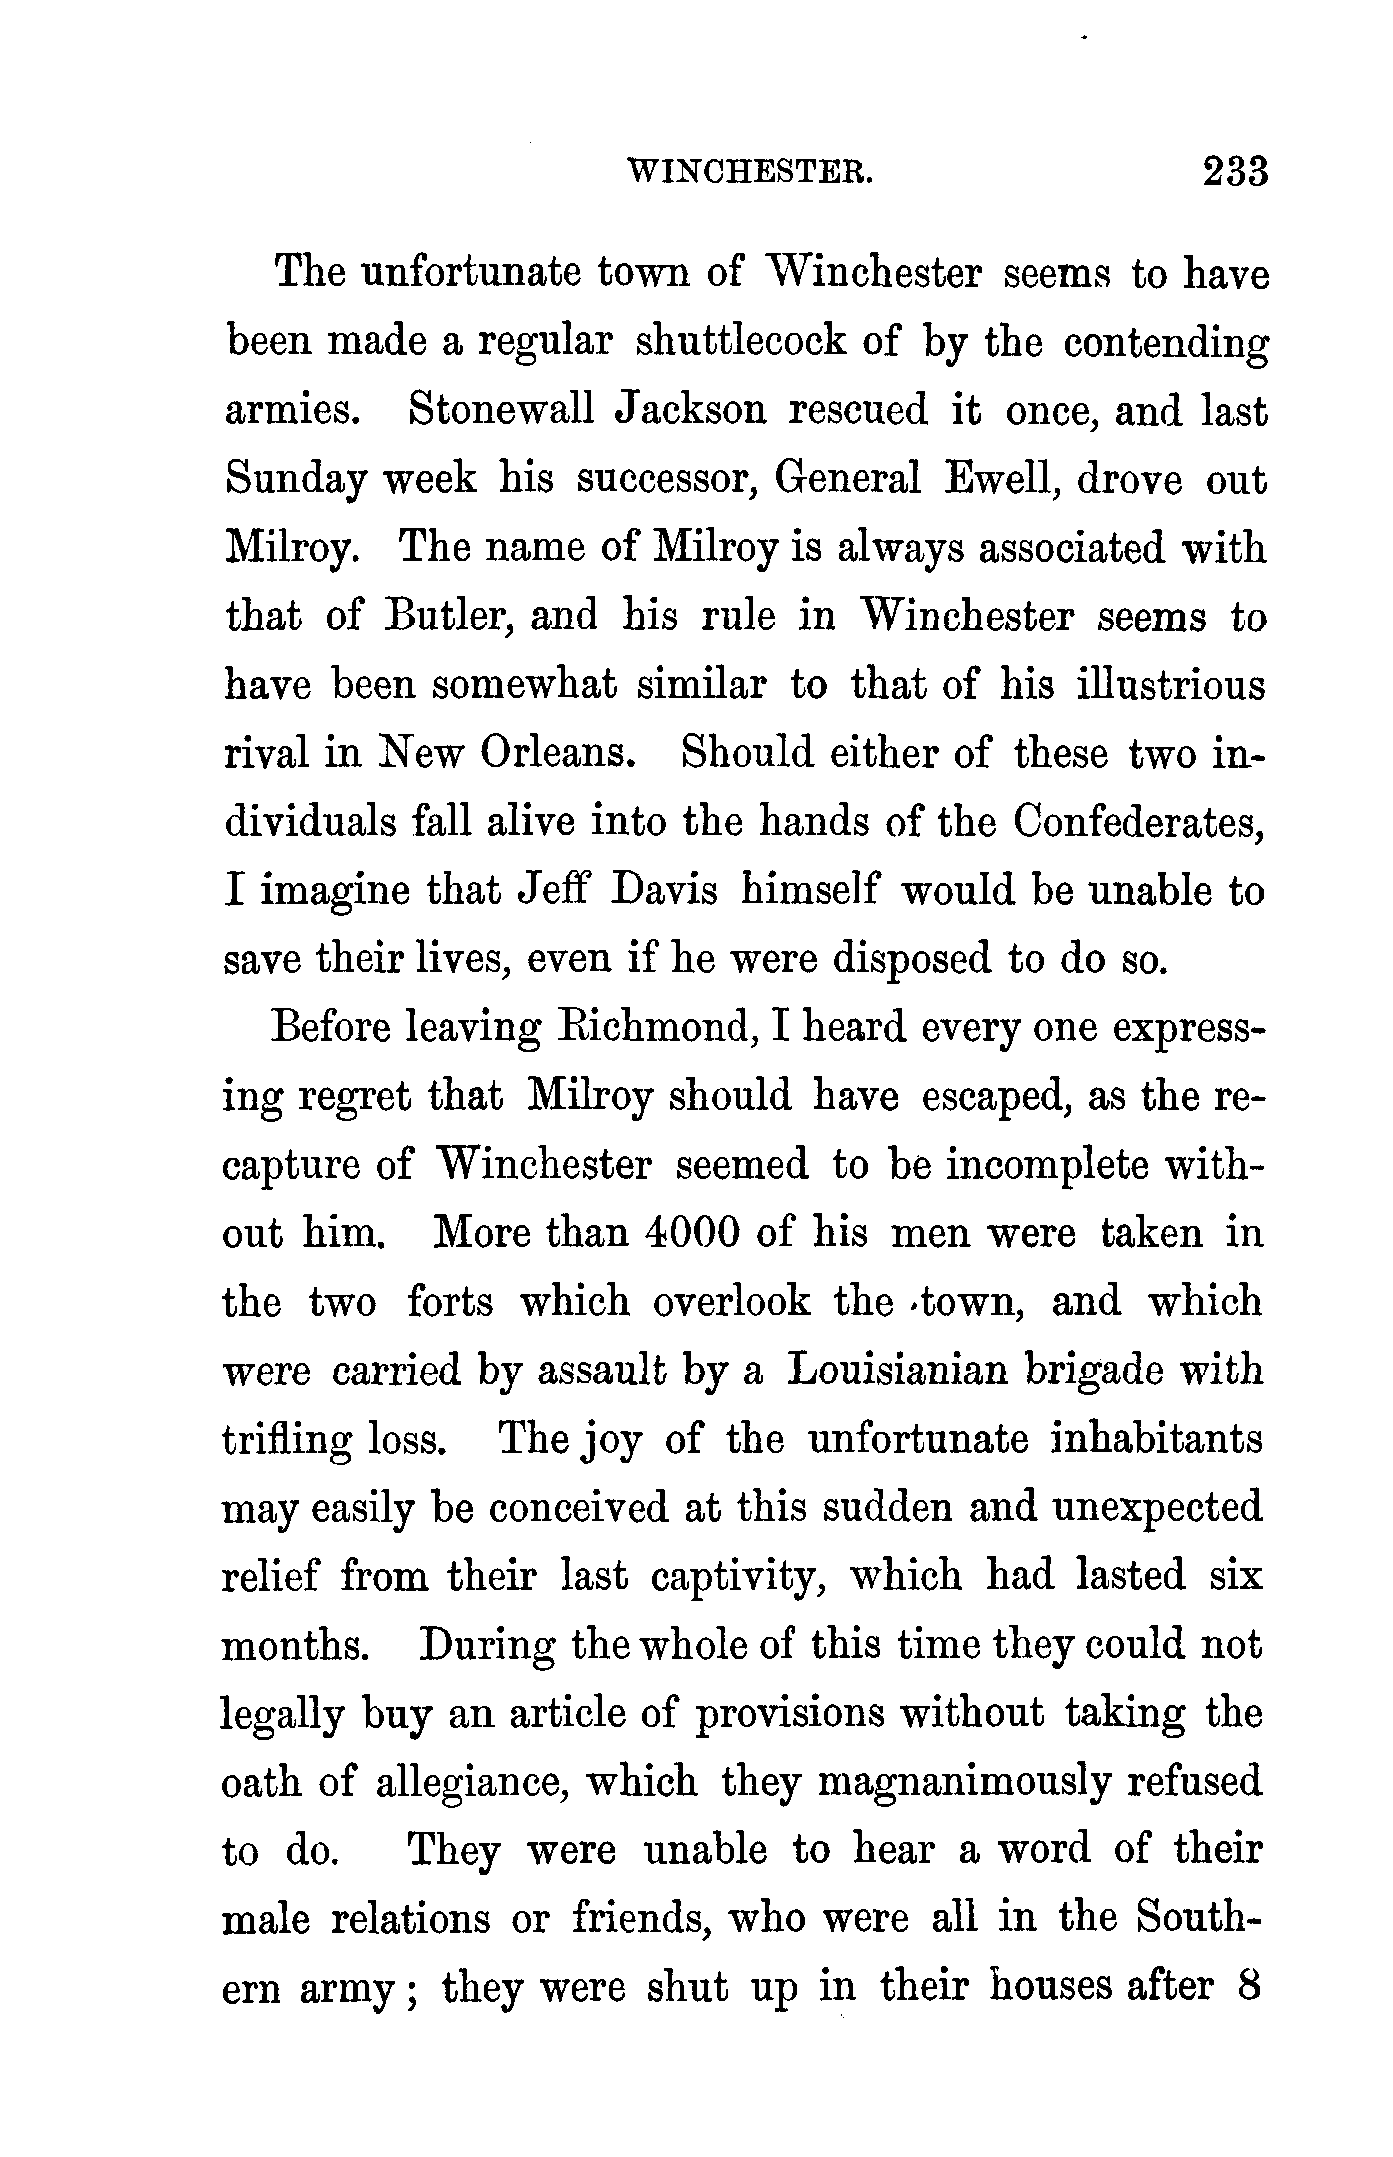 WINCHESTER. 233
The unfortunate town of Winchester seems to have
been made a regular shuttlecock of by the contending
armies. Stonewall Jackson rescued it once, and last
Sunday week his successor, General Ewell, drove out
Milroy. The name of Milroy is always associated with
that of Butler, and his rule in Winchester seems to
have been somewhat similar to that of his illustrious
rival in New Orleans. Should either of these two in-
dividuals fall alive into the hands of the Confederates,
I imagine that Jeff Davis himself would be unable to
save their lives, even if he were disposed to do so.
Before leaving Richmond, I heard every one express-
ing regret that Milroy should have escaped, as the re-
capture of Winchester seemed to be incomplete with-
out him. More than 4000 of his men were taken in
the two forts which overlook the town, and which
were carried by assault by a Louisianian brigade with
trifling loss. The joy of the unfortunate inhabitants
may easily be conceived at this sudden and unexpected
relief from their last captivity, which had lasted six
months. During the whole of this time they could not
legally buy an article of provisions without taking the
oath of allegiance, which they magnanimously refused
to do. They were unable to hear a word of their
male relations or friends, who were all in the South-
ern army; they were shut up in their houses after 8